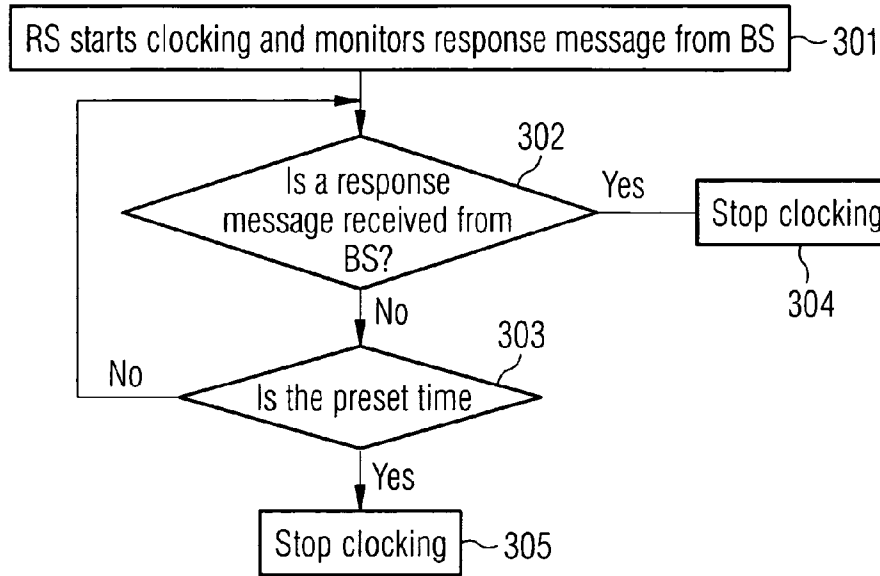 RS starts clocking and monitors response message from BS
301
302
Is a response
message received from
BS?
Yes
Stop clocking
304
No
303
No
Is the preset time
Yes
Stop clocking
305